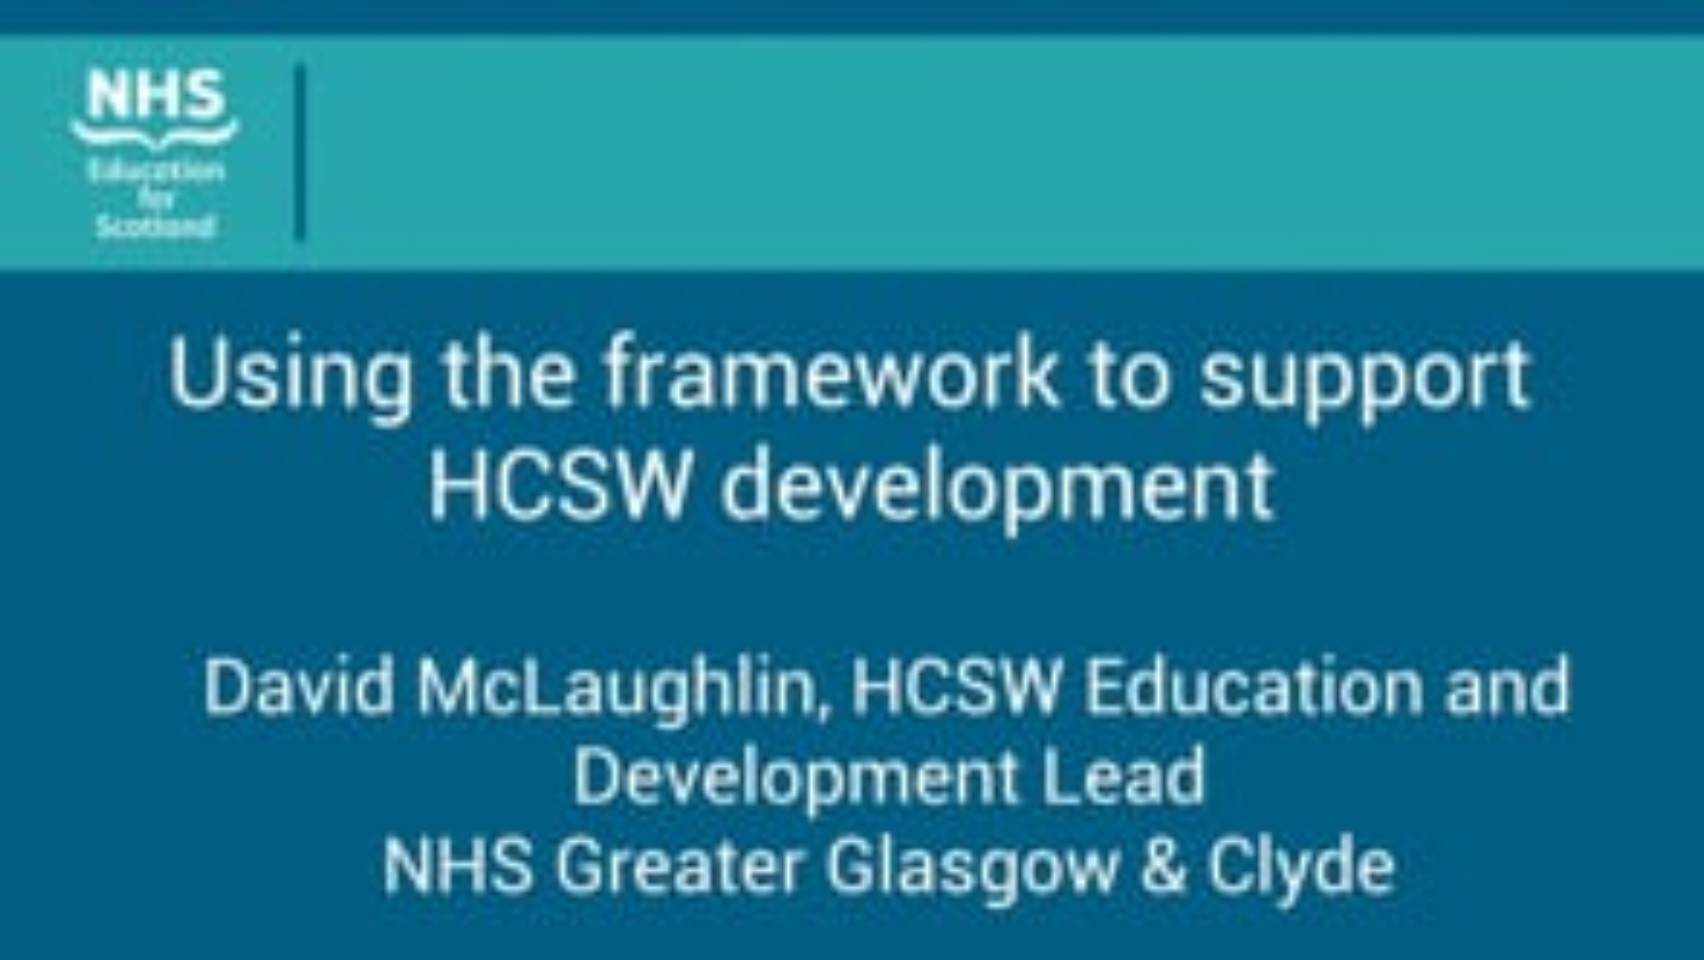 NHS
Education
for
Scotland
Using the framework to support
HCSW development
David McLaughlin, HCSW Education and
Development Lead
NHS Greater Glasgow & Clyde